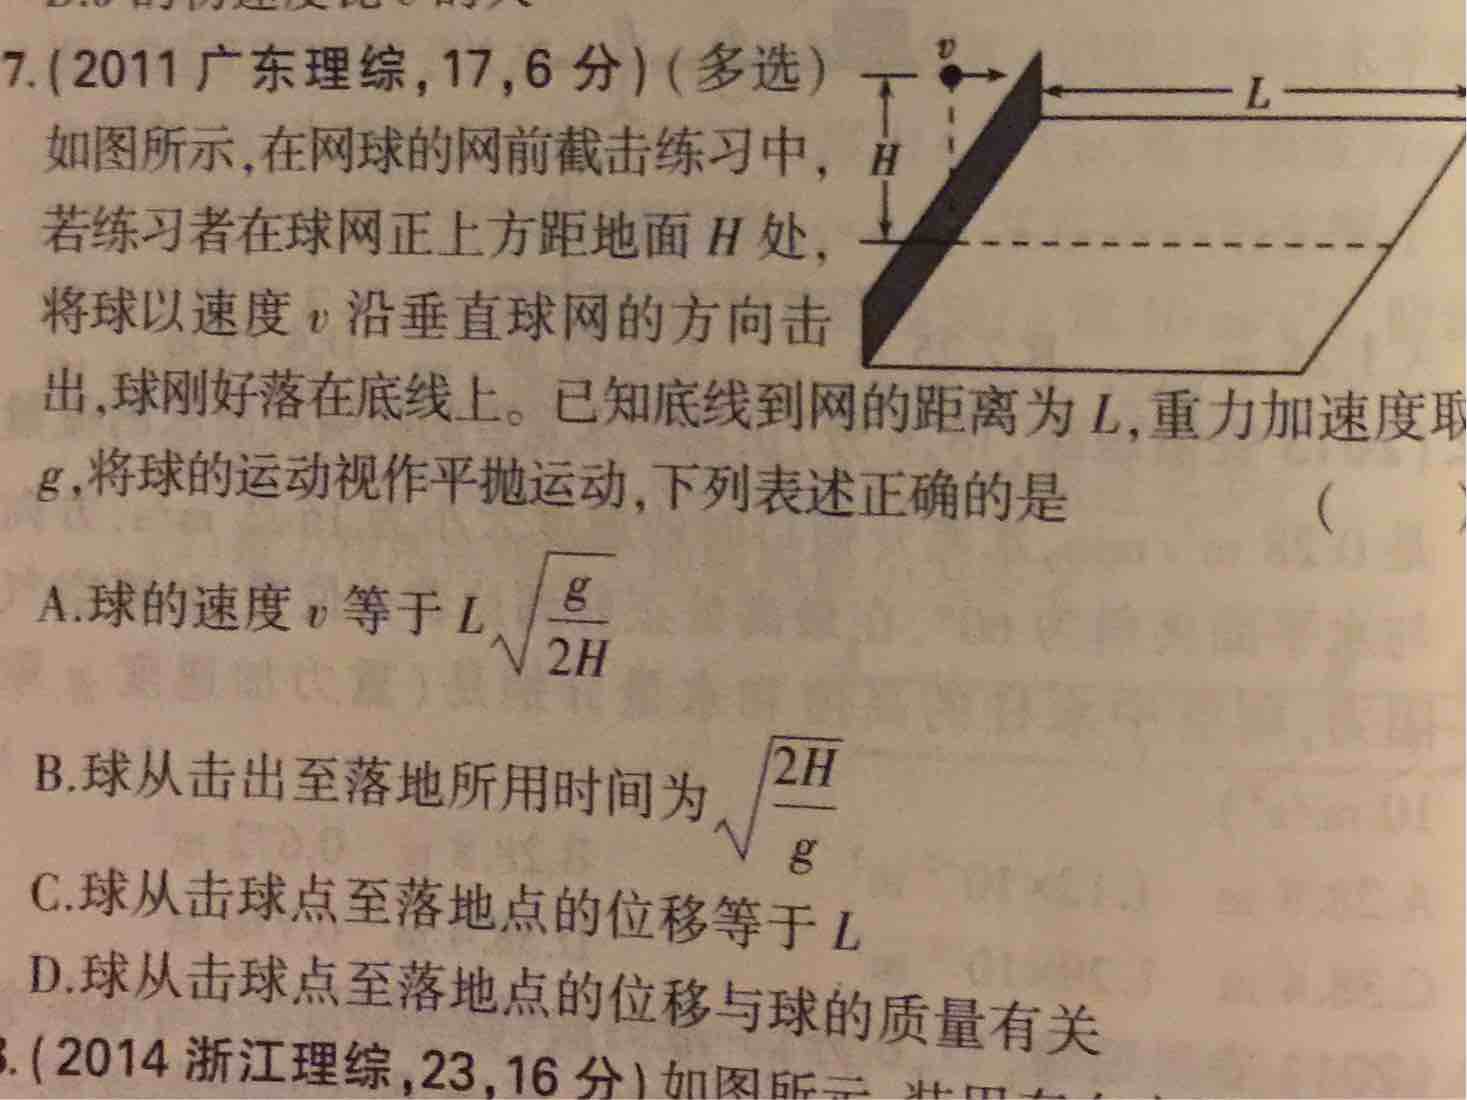 7.(2011 广东理综,17,6 分)(多选)
如图所示,在网球的网前截击练习中,
若练习者在球网正上方距地面 H 处,
将球以速度 v 沿垂直球网的方向击
出,球刚好落在底线上。已知底线到网的距离为 L,重力加速度取
g,将球的运动视作平抛运动,下列表述正确的是 ( )
v
L
H
A.球的速度 v 等于 L√(g/2H)
B.球从击出至落地所用时间为√(2H/g)
C.球从击球点至落地点的位移等于 L
D.球从击球点至落地点的位移与球的质量有关
.(2014 浙江理综,23,16 分)如图所示